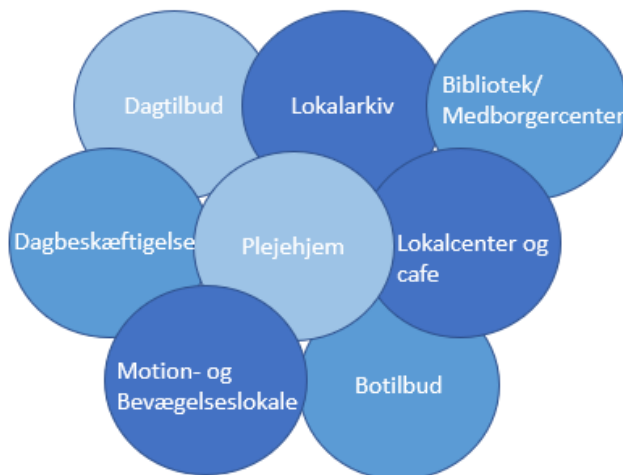 Dagtilbud
Lokalarkiv
Bibliotek/
Medborgercenter
Dagbeskæftigelse
Plejehjem
Lokalcenter og
cafe
Motion- og
Bevægelseslokale
Botilbud